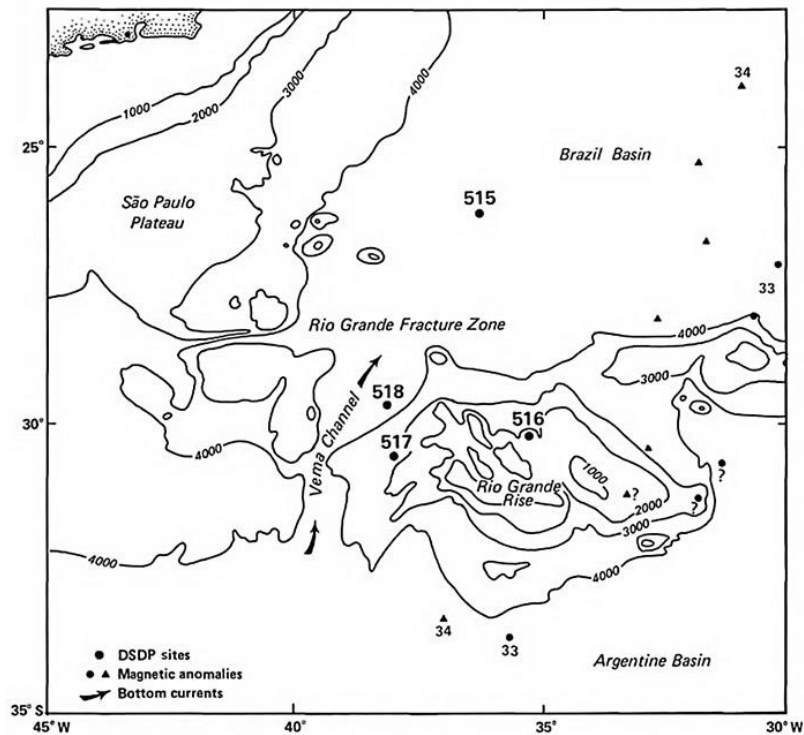 34
4000
3000
1000
2000
25°
Brazil Basin
515
São Paulo
Plateau
33
4000
Rio Grande Fracture Zone
3000
518
516
30°
517
Vema Channel
4000
1000
?
Rio Grande
Rise
?
2000
?
3000
4000
4000
34
33
● DSDP sites
● ▲ Magnetic anomalies
Bottom currents
Argentine Basin
35°S
45°W
40°
35°
30°